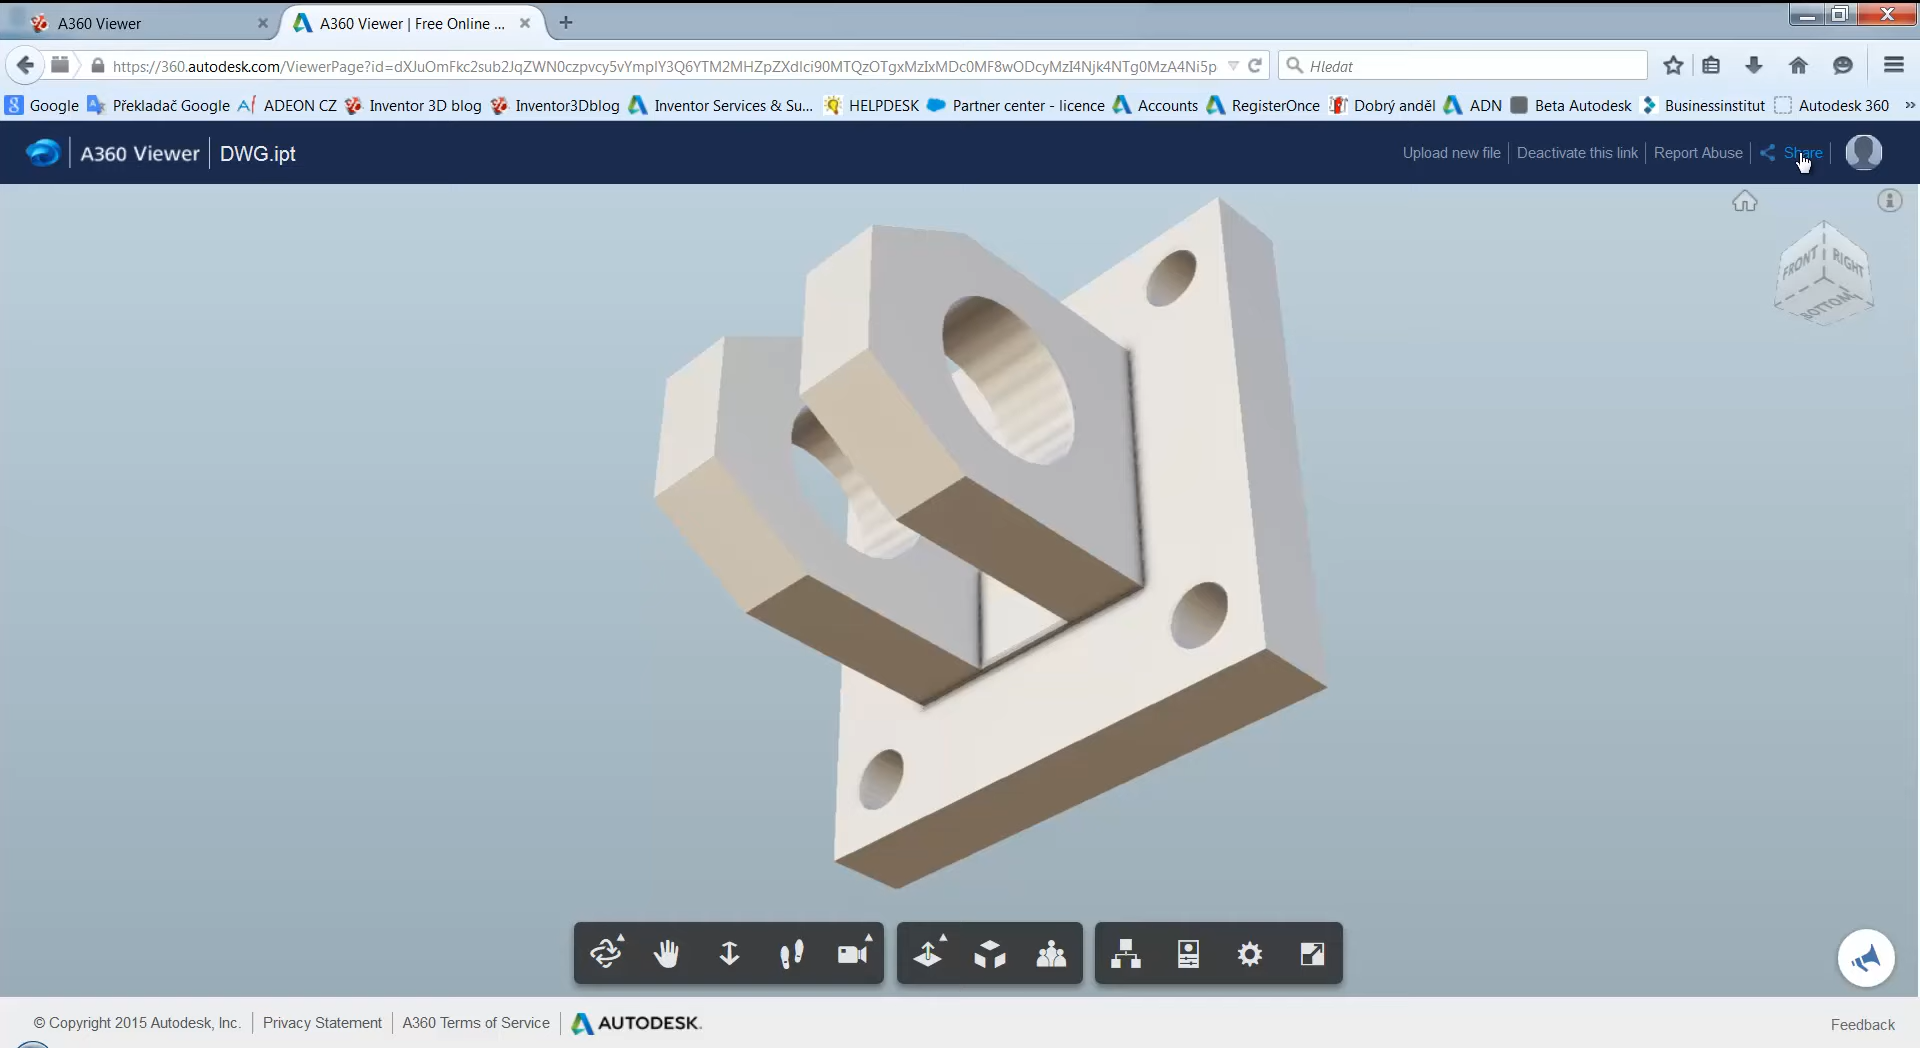 A360 Viewer
A360 Viewer | Free Online ...
https://360.autodesk.com/ViewerPage?id=dXJuOmFkc2sub2JqZWN0czpvcy5vYmplY3Q6YTM2MHZpZXdlci90MTQzOTgxMzIxMDc0MF8wODcyMzI4Njk4NTg0MzA4Ni5p
Hledat
Google Překladač Google ADEON CZ Inventor 3D blog Inventor3Dblog Inventor Services & Su... HELPDESK Partner center - licence Accounts RegisterOnce Dobrý anděl ADN Beta Autodesk Businessinstitut Autodesk 360 »
A360 Viewer DWG.ipt
Upload new file Deactivate this link Report Abuse Share
FRONT RIGHT
BOTTOM
© Copyright 2015 Autodesk, Inc. Privacy Statement A360 Terms of Service AUTODESK.
Feedback